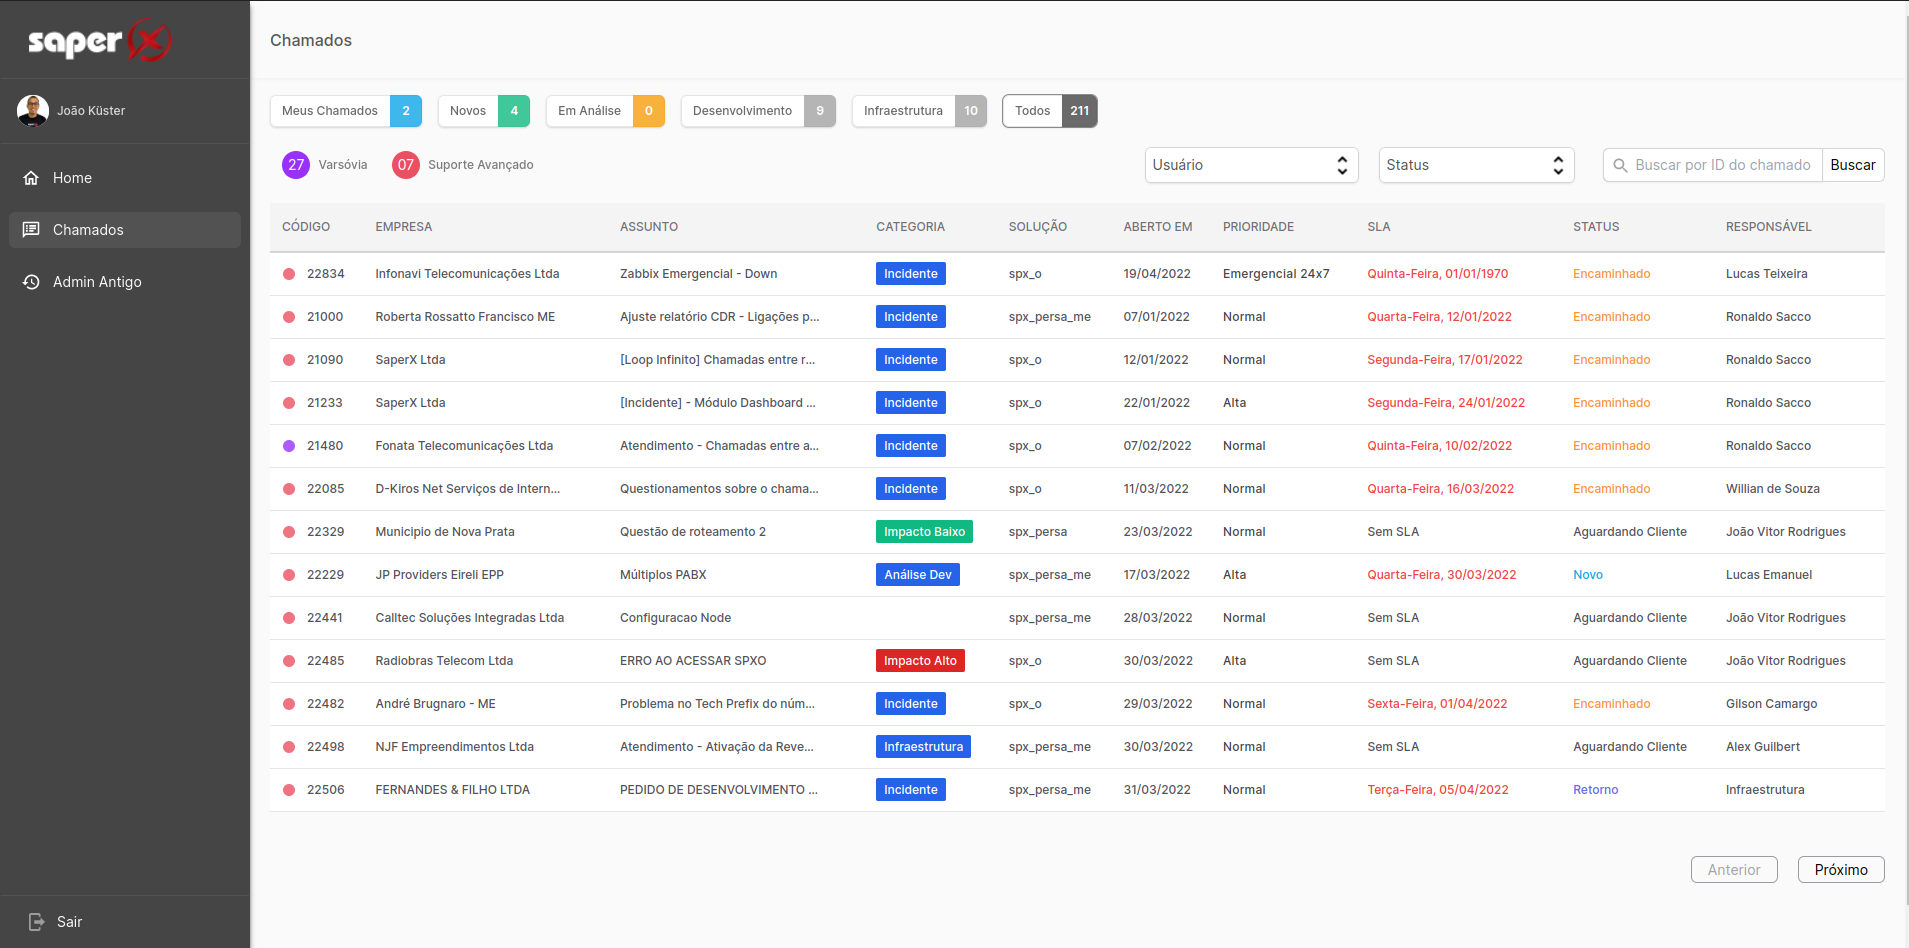 saperX
Chamados
João Küster
Home
Chamados
Admin Antigo
Sair
Meus Chamados 2 Novos 4 Em Análise 0 Desenvolvimento 9 Infraestrutura 10 Todos 211
27 Varsóvia 07 Suporte Avançado Usuário Status Buscar por ID do chamado Buscar
CÓDIGO EMPRESA ASSUNTO CATEGORIA SOLUÇÃO ABERTO EM PRIORIDADE SLA STATUS RESPONSÁVEL
22834 Infonavi Telecomunicações Ltda Zabbix Emergencial - Down Incidente spx_o 19/04/2022 Emergencial 24x7 Quinta-Feira, 01/01/1970 Encaminhado Lucas Teixeira
21000 Roberta Rossatto Francisco ME Ajuste relatório CDR - Ligações p... Incidente spx_persa_me 07/01/2022 Normal Quarta-Feira, 12/01/2022 Encaminhado Ronaldo Sacco
21090 SaperX Ltda [Loop Infinito] Chamadas entre r... Incidente spx_o 12/01/2022 Normal Segunda-Feira, 17/01/2022 Encaminhado Ronaldo Sacco
21233 SaperX Ltda [Incidente] - Módulo Dashboard ... Incidente spx_o 22/01/2022 Alta Segunda-Feira, 24/01/2022 Encaminhado Ronaldo Sacco
21480 Fonata Telecomunicações Ltda Atendimento - Chamadas entre a... Incidente spx_o 07/02/2022 Normal Quinta-Feira, 10/02/2022 Encaminhado Ronaldo Sacco
22085 D-Kiros Net Serviços de Intern... Questionamentos sobre o chama... Incidente spx_o 11/03/2022 Normal Quarta-Feira, 16/03/2022 Encaminhado Willian de Souza
22329 Municipio de Nova Prata Questão de roteamento 2 Impacto Baixo spx_persa 23/03/2022 Normal Sem SLA Aguardando Cliente João Vitor Rodrigues
22229 JP Providers Eireli EPP Múltiplos PABX Análise Dev spx_persa_me 17/03/2022 Alta Quarta-Feira, 30/03/2022 Novo Lucas Emanuel
22441 Calltec Soluções Integradas Ltda Configuracao Node spx_persa_me 28/03/2022 Normal Sem SLA Aguardando Cliente João Vitor Rodrigues
22485 Radiobras Telecom Ltda ERRO AO ACESSAR SPXO Impacto Alto spx_o 30/03/2022 Alta Sem SLA Aguardando Cliente João Vitor Rodrigues
22482 André Brugnaro - ME Problema no Tech Prefix do núm... Incidente spx_o 29/03/2022 Normal Sexta-Feira, 01/04/2022 Encaminhado Gilson Camargo
22498 NJF Empreendimentos Ltda Atendimento - Ativação da Reve... Infraestrutura spx_persa_me 30/03/2022 Normal Sem SLA Aguardando Cliente Alex Guilbert
22506 FERNANDES & FILHO LTDA PEDIDO DE DESENVOLVIMENTO ... Incidente spx_persa_me 31/03/2022 Normal Terça-Feira, 05/04/2022 Retorno Infraestrutura
Anterior Próximo